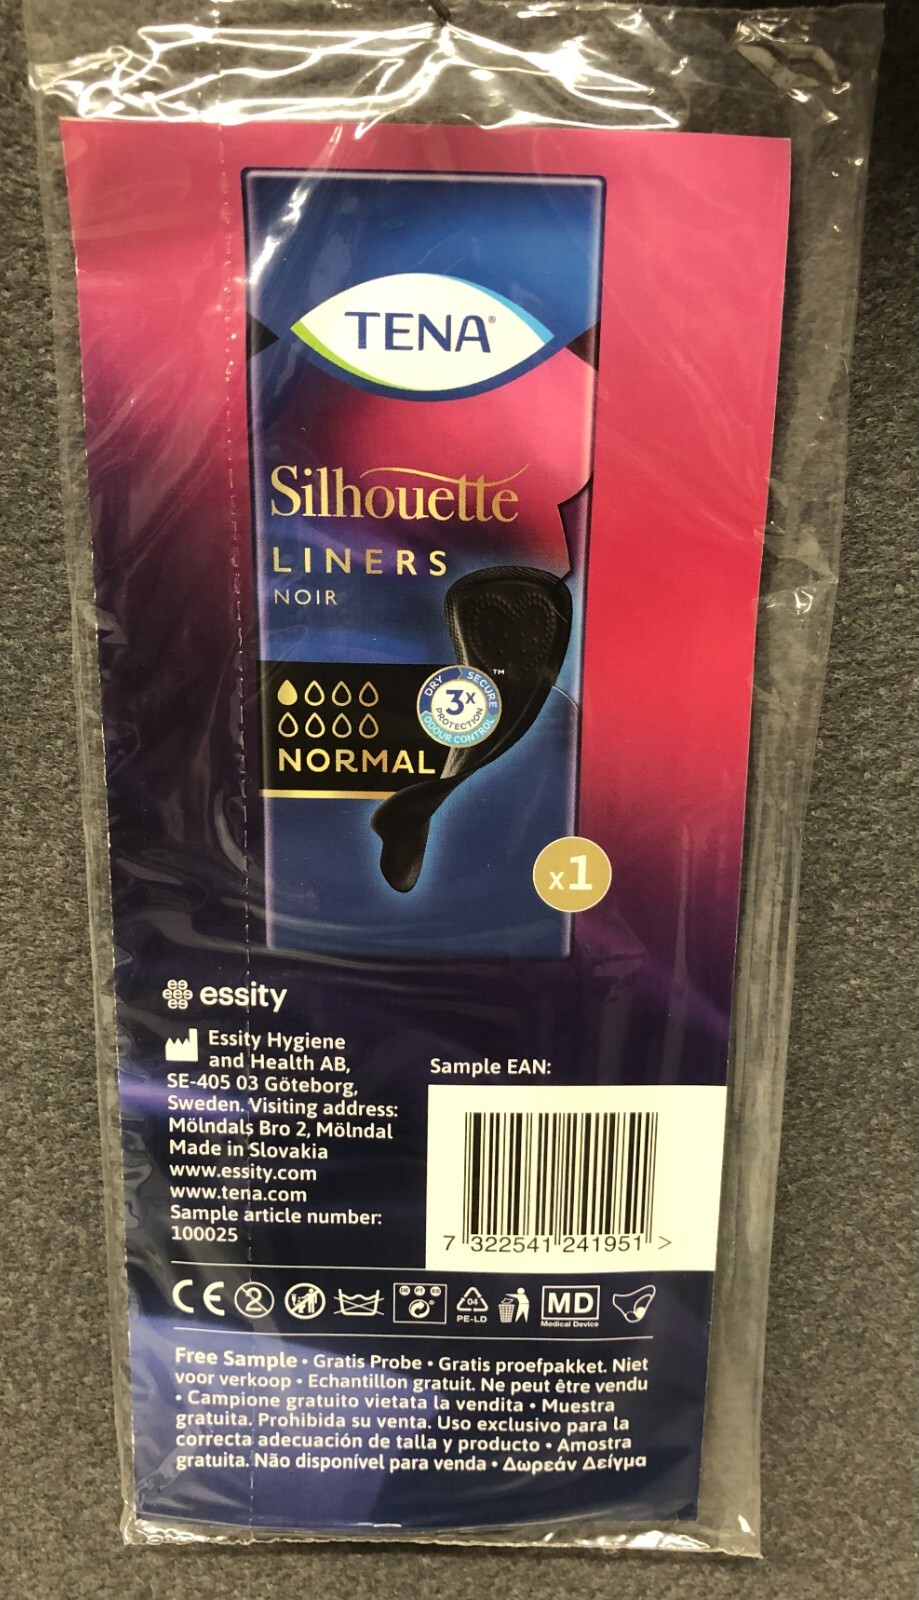 TENA®
Silhouette
LINERS
NOIR
DRY SECURE ™
3x
PROTECTION
ODOUR CONTROL
NORMAL
x1
essity
Essity Hygiene
and Health AB,
SE-405 03 Göteborg,
Sweden. Visiting address:
Mölndals Bro 2, Mölndal
Made in Slovakia
www.essity.com
www.tena.com
Sample article number:
100025
Sample EAN:
7 322541 241951 >
CE 2 04 MD
PE-LD Medical Device
Free Sample • Gratis Probe • Gratis proefpakket. Niet
voor verkoop • Echantillon gratuit. Ne peut être vendu
• Campione gratuito vietata la vendita • Muestra
gratuita. Prohibida su venta. Uso exclusivo para la
correcta adecuación de talla y producto • Amostra
gratuita. Não disponível para venda • Δωρεάν Δείγμα